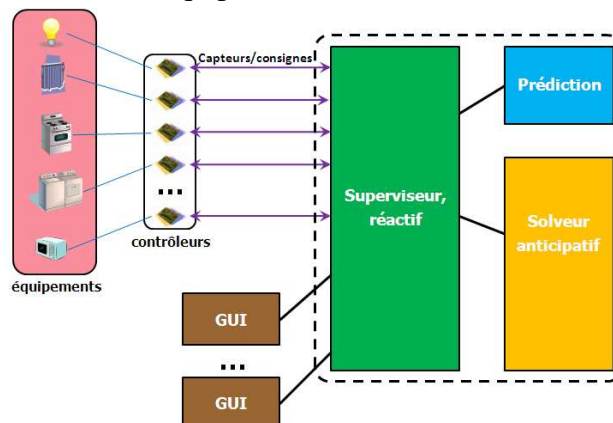 Capteurs/consignes
Prédiction
Superviseur,
réactif
Solveur
anticipatif
...
contrôleurs
équipements
GUI
...
GUI